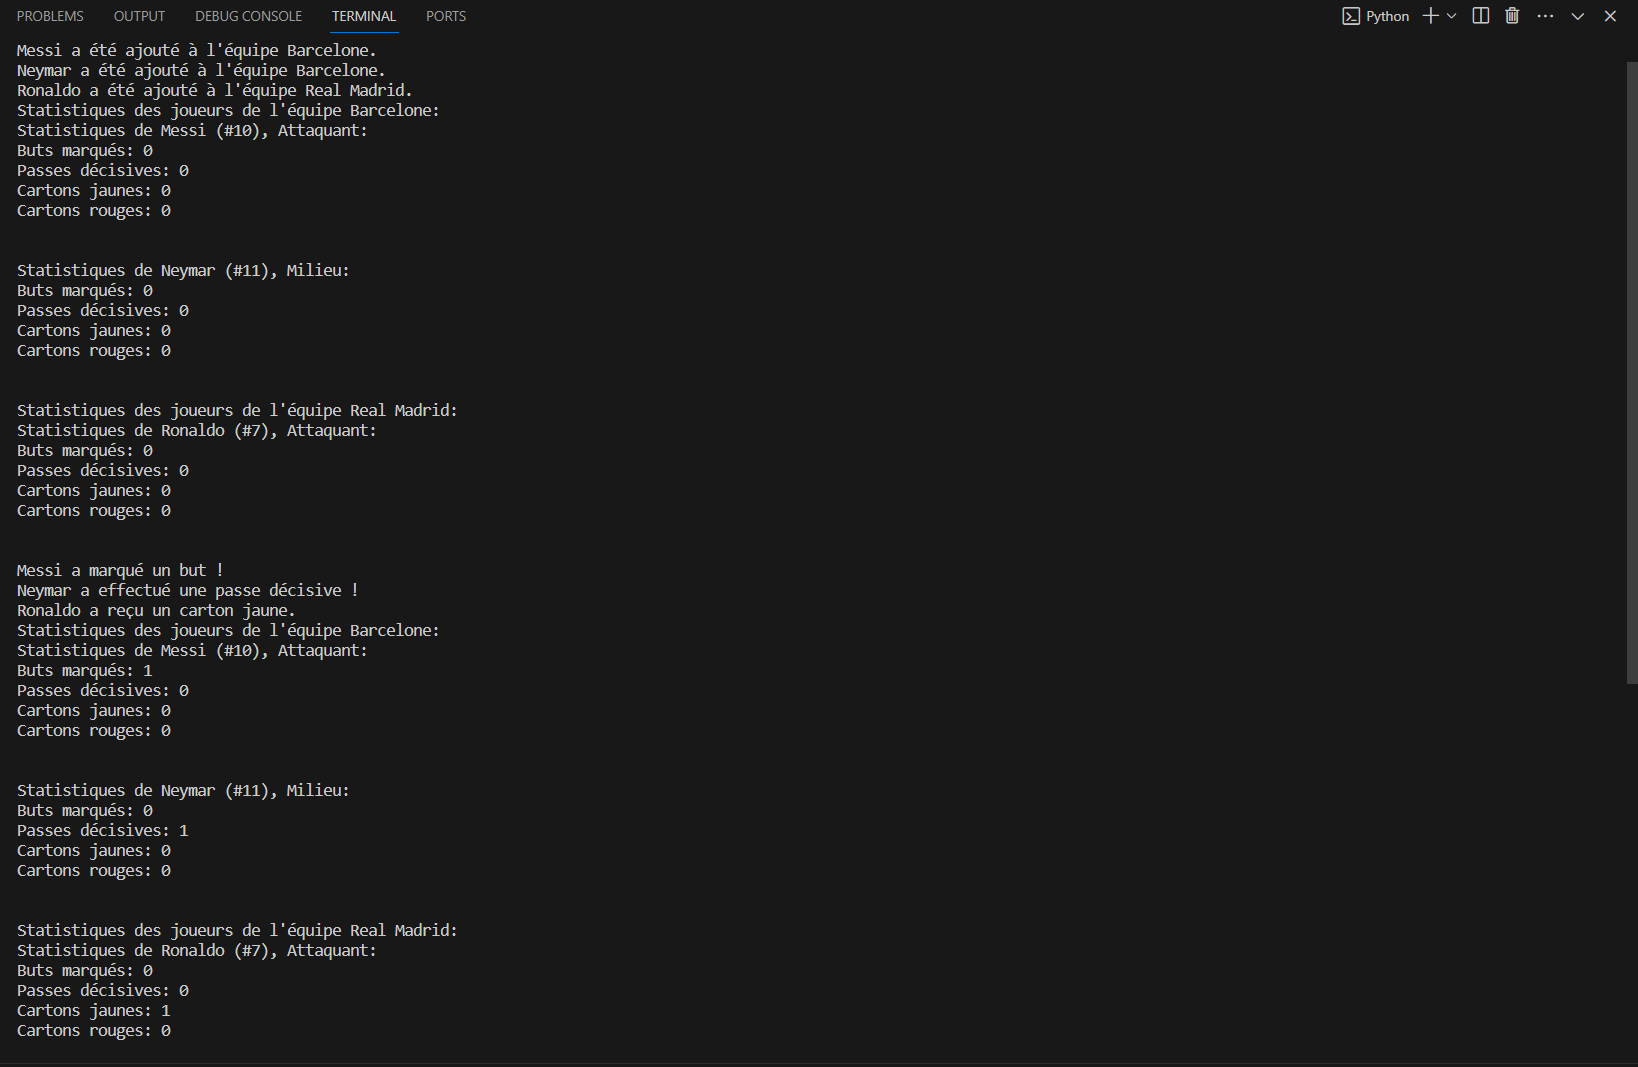 PROBLEMS OUTPUT DEBUG CONSOLE TERMINAL PORTS Python
Messi a été ajouté à l'équipe Barcelone.
Neymar a été ajouté à l'équipe Barcelone.
Ronaldo a été ajouté à l'équipe Real Madrid.
Statistiques des joueurs de l'équipe Barcelone:
Statistiques de Messi (#10), Attaquant:
Buts marqués: 0
Passes décisives: 0
Cartons jaunes: 0
Cartons rouges: 0
Statistiques de Neymar (#11), Milieu:
Buts marqués: 0
Passes décisives: 0
Cartons jaunes: 0
Cartons rouges: 0
Statistiques des joueurs de l'équipe Real Madrid:
Statistiques de Ronaldo (#7), Attaquant:
Buts marqués: 0
Passes décisives: 0
Cartons jaunes: 0
Cartons rouges: 0
Messi a marqué un but !
Neymar a effectué une passe décisive !
Ronaldo a reçu un carton jaune.
Statistiques des joueurs de l'équipe Barcelone:
Statistiques de Messi (#10), Attaquant:
Buts marqués: 1
Passes décisives: 0
Cartons jaunes: 0
Cartons rouges: 0
Statistiques de Neymar (#11), Milieu:
Buts marqués: 0
Passes décisives: 1
Cartons jaunes: 0
Cartons rouges: 0
Statistiques des joueurs de l'équipe Real Madrid:
Statistiques de Ronaldo (#7), Attaquant:
Buts marqués: 0
Passes décisives: 0
Cartons jaunes: 1
Cartons rouges: 0